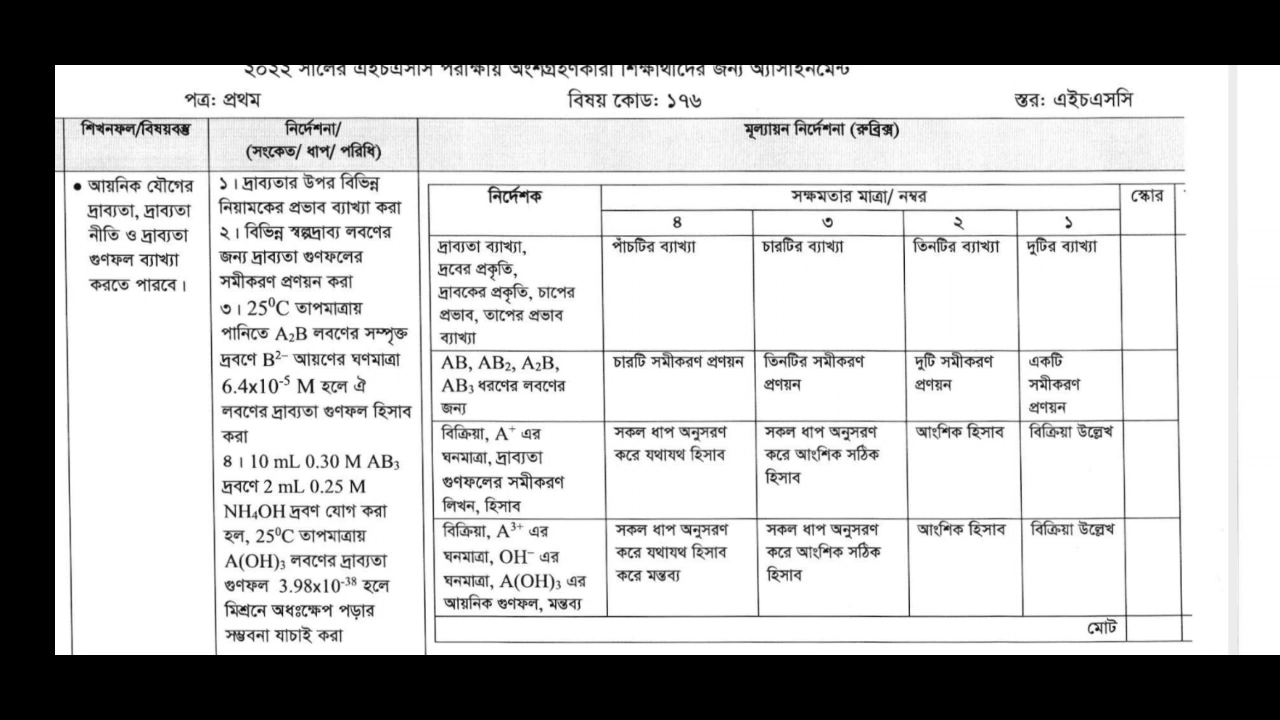 ২০২২ সালের এইচএসসি পরীক্ষায় অংশগ্রহণকারী শিক্ষার্থীদের জন্য অ্যাসাইনমেন্ট
পত্র: প্রথম বিষয় কোড: ১৭৬ স্তর: এইচএসসি
শিখনফল/বিষয়বস্তু
নির্দেশনা/
(সংকেত/ ধাপ/ পরিধি)
মূল্যায়ন নির্দেশনা (রুব্রিক্স)
• আয়নিক যৌগের
দ্রাব্যতা, দ্রাব্যতা
নীতি ও দ্রাব্যতা
গুণফল ব্যাখ্যা
করতে পারবে।
১। দ্রাব্যতার উপর বিভিন্ন
নিয়ামকের প্রভাব ব্যাখ্যা করা
২। বিভিন্ন স্বল্পদ্রাব্য লবণের
জন্য দ্রাব্যতা গুণফলের
সমীকরণ প্রণয়ন করা
৩। 25⁰C তাপমাত্রায়
পানিতে A₂B লবণের সম্পৃক্ত
দ্রবণে B²⁻ আয়ণের ঘণমাত্রা
6.4x10⁻⁵ M হলে ঐ
লবণের দ্রাব্যতা গুণফল হিসাব
করা
৪। 10 mL 0.30 M AB₃
দ্রবণে 2 mL 0.25 M
NH₄OH দ্রবণ যোগ করা
হল, 25⁰C তাপমাত্রায়
A(OH)₃ লবণের দ্রাব্যতা
গুণফল 3.98x10⁻³⁸ হলে
মিশ্রনে অধঃক্ষেপ পড়ার
সম্ভবনা যাচাই করা
নির্দেশক
সক্ষমতার মাত্রা/ নম্বর
স্কোর
৪ ৩ ২ ১
দ্রাব্যতা ব্যাখ্যা,
দ্রবের প্রকৃতি,
দ্রাবকের প্রকৃতি, চাপের
প্রভাব, তাপের প্রভাব
ব্যাখ্যা
পাঁচটির ব্যাখ্যা
চারটির ব্যাখ্যা
তিনটির ব্যাখ্যা
দুটির ব্যাখ্যা
AB, AB₂, A₂B,
AB₃ ধরণের লবণের
জন্য
চারটি সমীকরণ প্রণয়ন
তিনটির সমীকরণ
প্রণয়ন
দুটি সমীকরণ
প্রণয়ন
একটি
সমীকরণ
প্রণয়ন
বিক্রিয়া, A⁺ এর
ঘনমাত্রা, দ্রাব্যতা
গুণফলের সমীকরণ
লিখন, হিসাব
সকল ধাপ অনুসরণ
করে যথাযথ হিসাব
সকল ধাপ অনুসরণ
করে আংশিক সঠিক
হিসাব
আংশিক হিসাব
বিক্রিয়া উল্লেখ
বিক্রিয়া, A³⁺ এর
ঘনমাত্রা, OH⁻ এর
ঘনমাত্রা, A(OH)₃ এর
আয়নিক গুণফল, মন্তব্য
সকল ধাপ অনুসরণ
করে যথাযথ হিসাব
করে মন্তব্য
সকল ধাপ অনুসরণ
করে আংশিক সঠিক
হিসাব
আংশিক হিসাব
বিক্রিয়া উল্লেখ
মোট